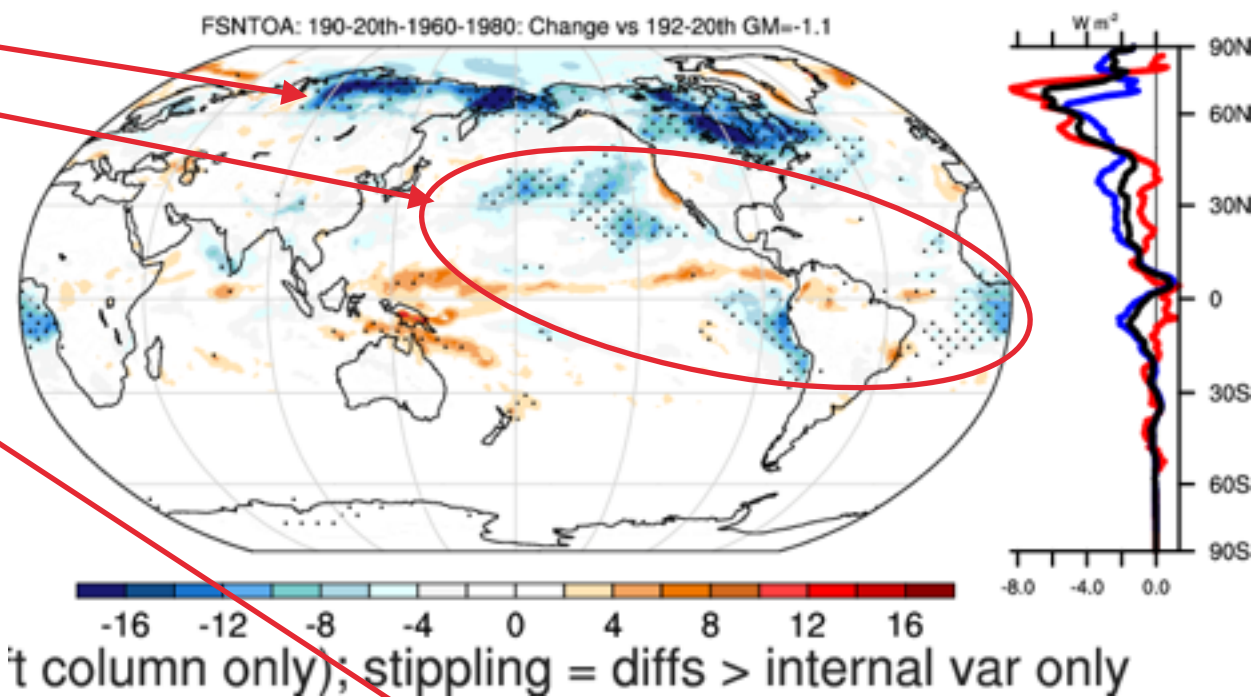 FSNTOA: 190-20th-1960-1980: Change vs 192-20th GM=-1.1
W m-2
90N
60N
30N
0
30S
60S
90S
-8.0 -4.0 0.0
-16 -12 -8 -4 0 4 8 12 16
t column only); stippling = diffs > internal var only